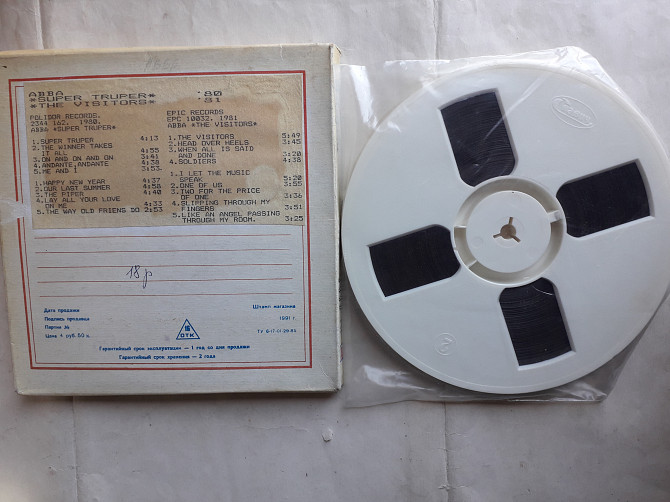 ABBA '80
*SUPER TRUPER* '81
*THE VISITORS*
POLIDOR RECORDS,
2344 162, 1980.
ABBA *SUPER TRUPER*
1.SUPER TRUPER 4:13
2.THE WINNER TAKES
IT ALL 4:55
3.ON AND ON AND ON 3:41
4.ANDANTE,ANDANTE 4:38
5.ME AND I 3:53
1.HAPPY NEW YEAR 4:37
2.OUR LAST SUMMER 4:58
3.THE PIPER 4:40
4.LAY ALL YOUR LOVE
ON ME 4:33
5.THE WAY OLD FRIENS DO 2:53
EPIC RECORDS
EPC 10032, 1981
ABBA *THE VISITORS*
1.THE VISITORS 5:49
2.HEAD OVER HEELS 3:45
3.WHEN ALL IS SAID
AND DONE 3:20
4.SOLDIERS 4:38
1.I LET THE MUSIC
SPEAK 5:20
2.ONE OF US 3:55
3.TWO FOR THE PRICE
OF ONE 3:36
4.SLIPPING THROUGH MY
FINGERS 3:51
5.LIKE AN ANGEL PASSING
THROUGH MY ROOM. 3:25
18р
Дата продажи
Подпись продавца
Партия №
Цена 4 руб. 50 к.
16
ОТК
Штамп магазина
1991 г.
Гарантийный срок эксплуатации — 1 год со дня продажи
Гарантийный срок хранения — 2 года